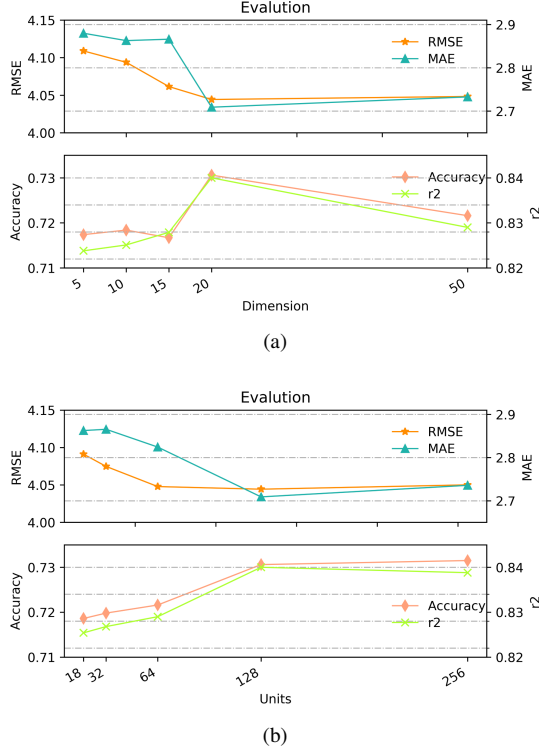 Evalution
4.15
4.10
4.05
4.00
RMSE
2.9
2.8
2.7
MAE
RMSE
MAE
0.73
0.72
0.71
Accuracy
0.84
0.83
0.82
r2
Accuracy
r2
5
10
15
20
50
Dimension
(a)
Evalution
4.15
4.10
4.05
4.00
RMSE
2.9
2.8
2.7
MAE
RMSE
MAE
0.73
0.72
0.71
Accuracy
0.84
0.83
0.82
r2
Accuracy
r2
18
32
64
128
256
Units
(b)